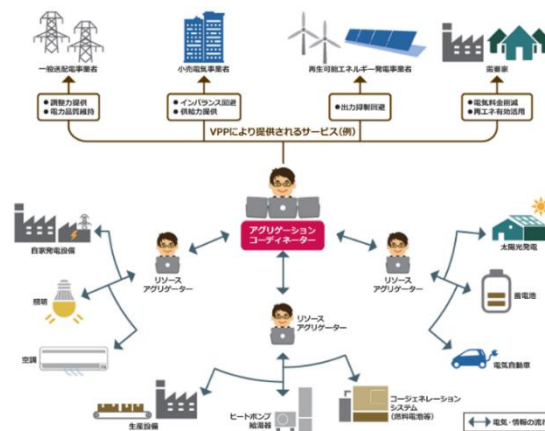 一般送配電事業者
小売電気事業者
再生可能エネルギー発電事業者
需要家
●調整力提供
●電力品質維持
●インバランス回避
●供給力提供
●出力抑制回避
●電気料金削減
●再エネ有効活用
VPPにより提供されるサービス(例)
アグリゲーション
コーディネーター
自家発電設備
リソース
アグリゲーター
リソース
アグリゲーター
太陽光発電
照明
蓄電池
リソース
アグリゲーター
空調
電気自動車
生産設備
ヒートポンプ
給湯器
コージェネレーション
システム
(燃料電池等)
電気・情報の流れ